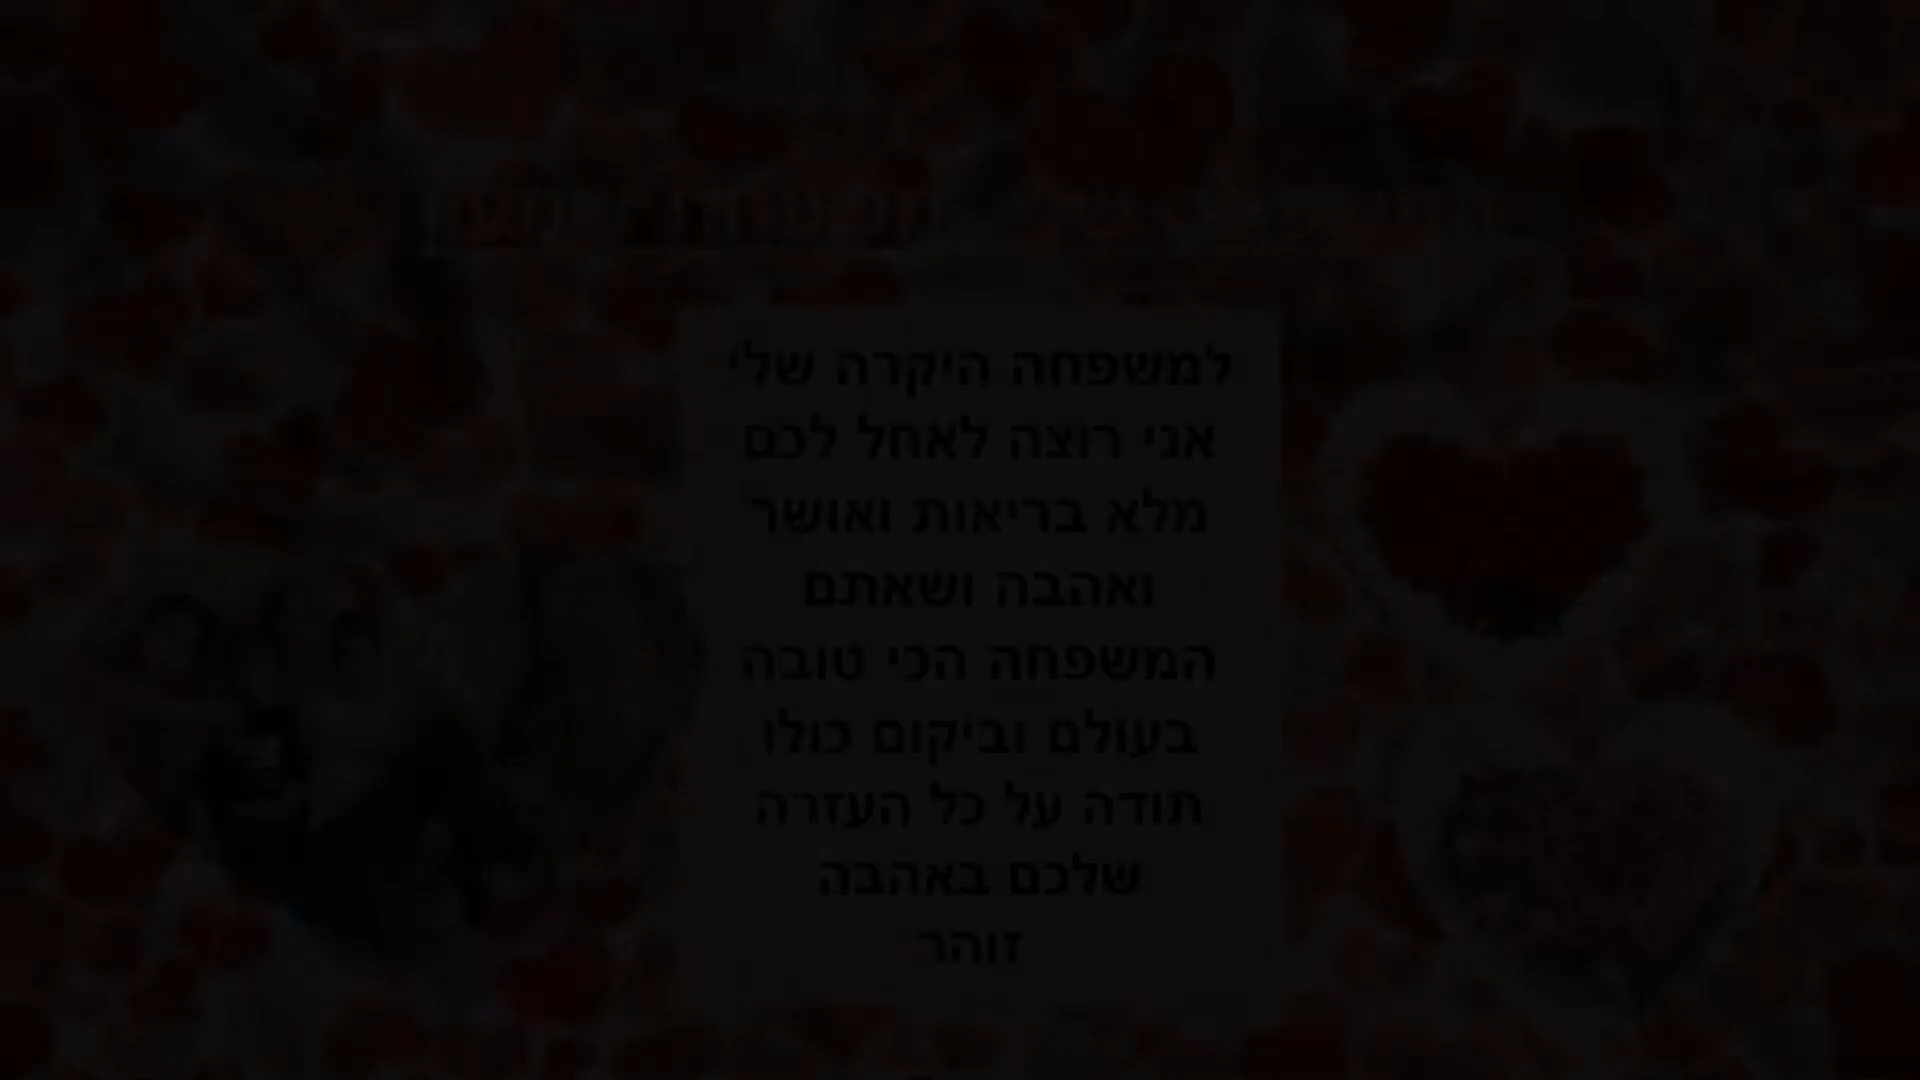 למשפחה היקרה שלי
אני רוצה לאחל לכם
מלא בריאות ואושר
ואהבה ושאתם
המשפחה הכי טובה
בעולם וביקום כולו
תודה על כל העזרה
שלכם באהבה
זוהר